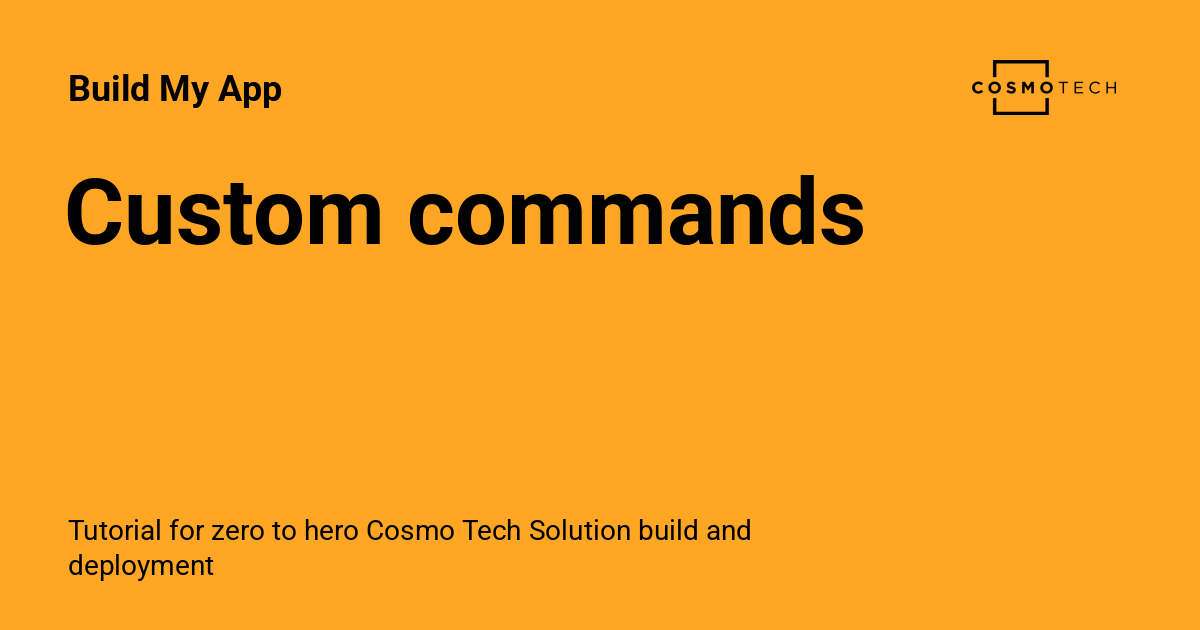 Build My App
COSMOTECH
Custom commands
Tutorial for zero to hero Cosmo Tech Solution build and
deployment